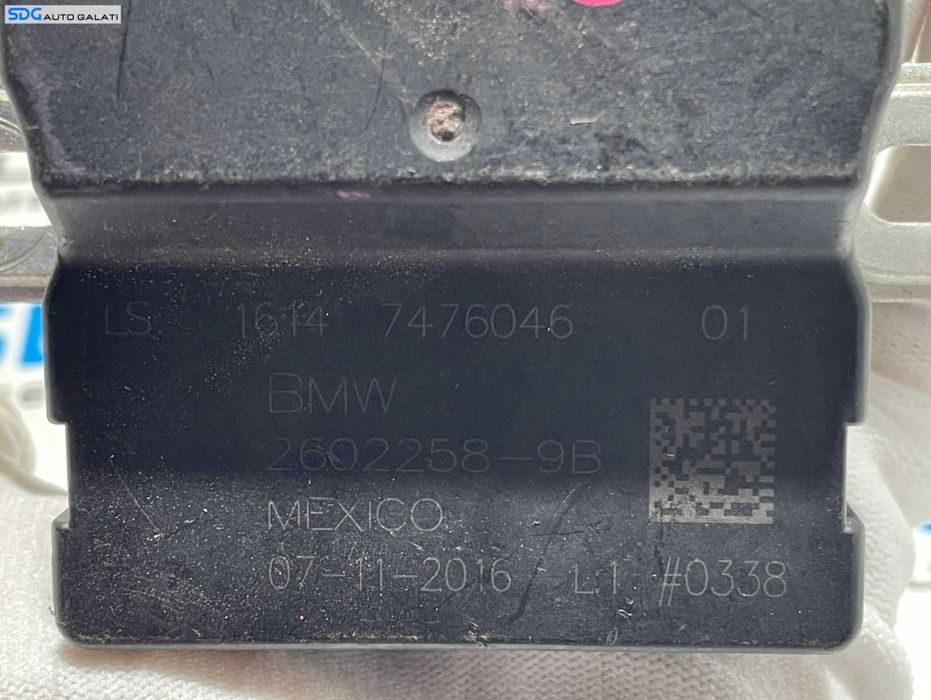 SDG AUTO GALATI
LS 1614 7476046 01
BMW
2602258-9B
MEXICO
07-11-2016 L1 #0338